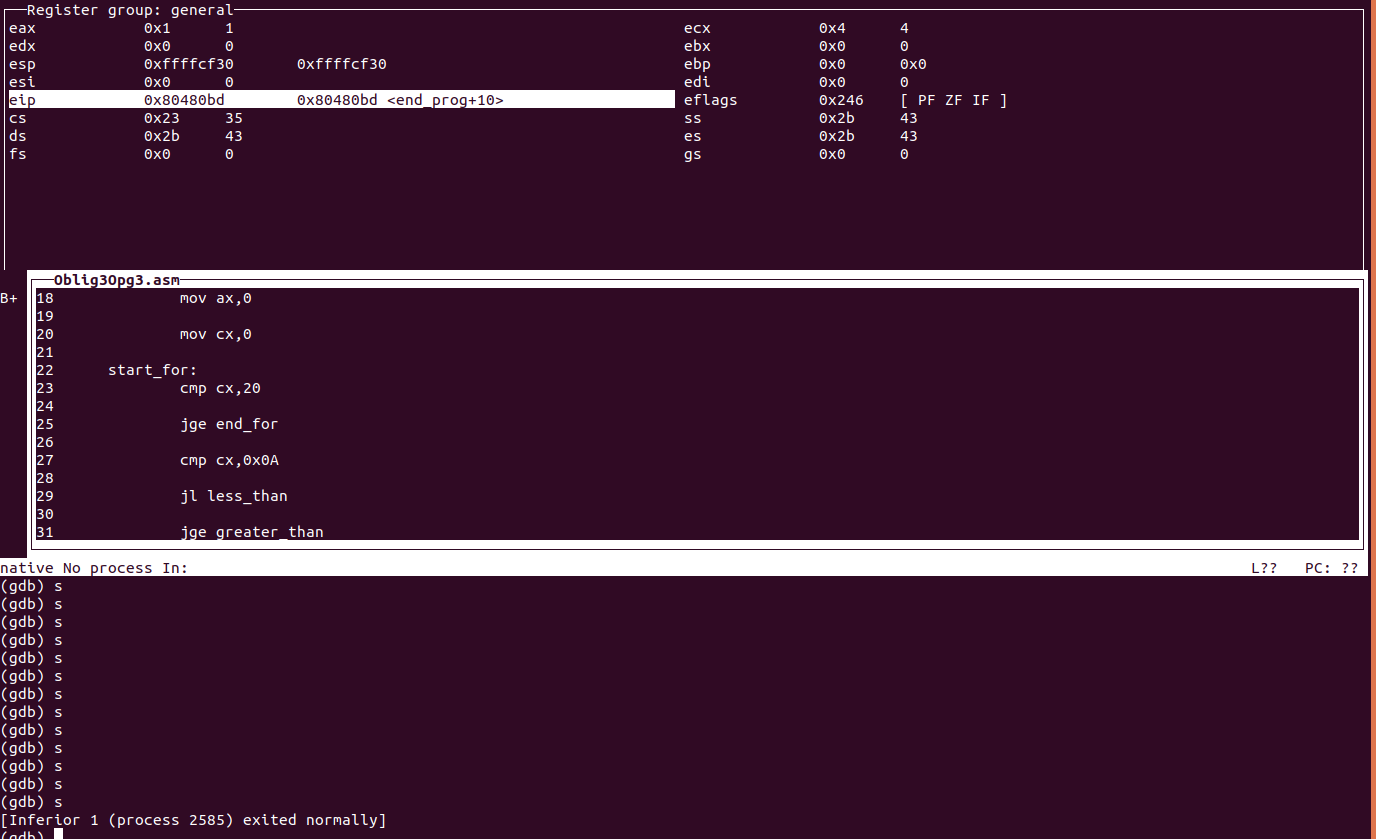 Register group: general
eax 0x1 1 ecx 0x4 4
edx 0x0 0 ebx 0x0 0
esp 0xffffcf30 0xffffcf30 ebp 0x0 0x0
esi 0x0 0 edi 0x0 0
eip 0x80480bd 0x80480bd <end_prog+10> eflags 0x246 [ PF ZF IF ]
cs 0x23 35 ss 0x2b 43
ds 0x2b 43 es 0x2b 43
fs 0x0 0 gs 0x0 0
Oblig3Opg3.asm
B+ 18 mov ax,0
19
20 mov cx,0
21
22 start_for:
23 cmp cx,20
24
25 jge end_for
26
27 cmp cx,0x0A
28
29 jl less_than
30
31 jge greater_than
native No process In: L?? PC: ??
(gdb) s
(gdb) s
(gdb) s
(gdb) s
(gdb) s
(gdb) s
(gdb) s
(gdb) s
(gdb) s
(gdb) s
(gdb) s
(gdb) s
(gdb) s
[Inferior 1 (process 2585) exited normally]
(gdb)